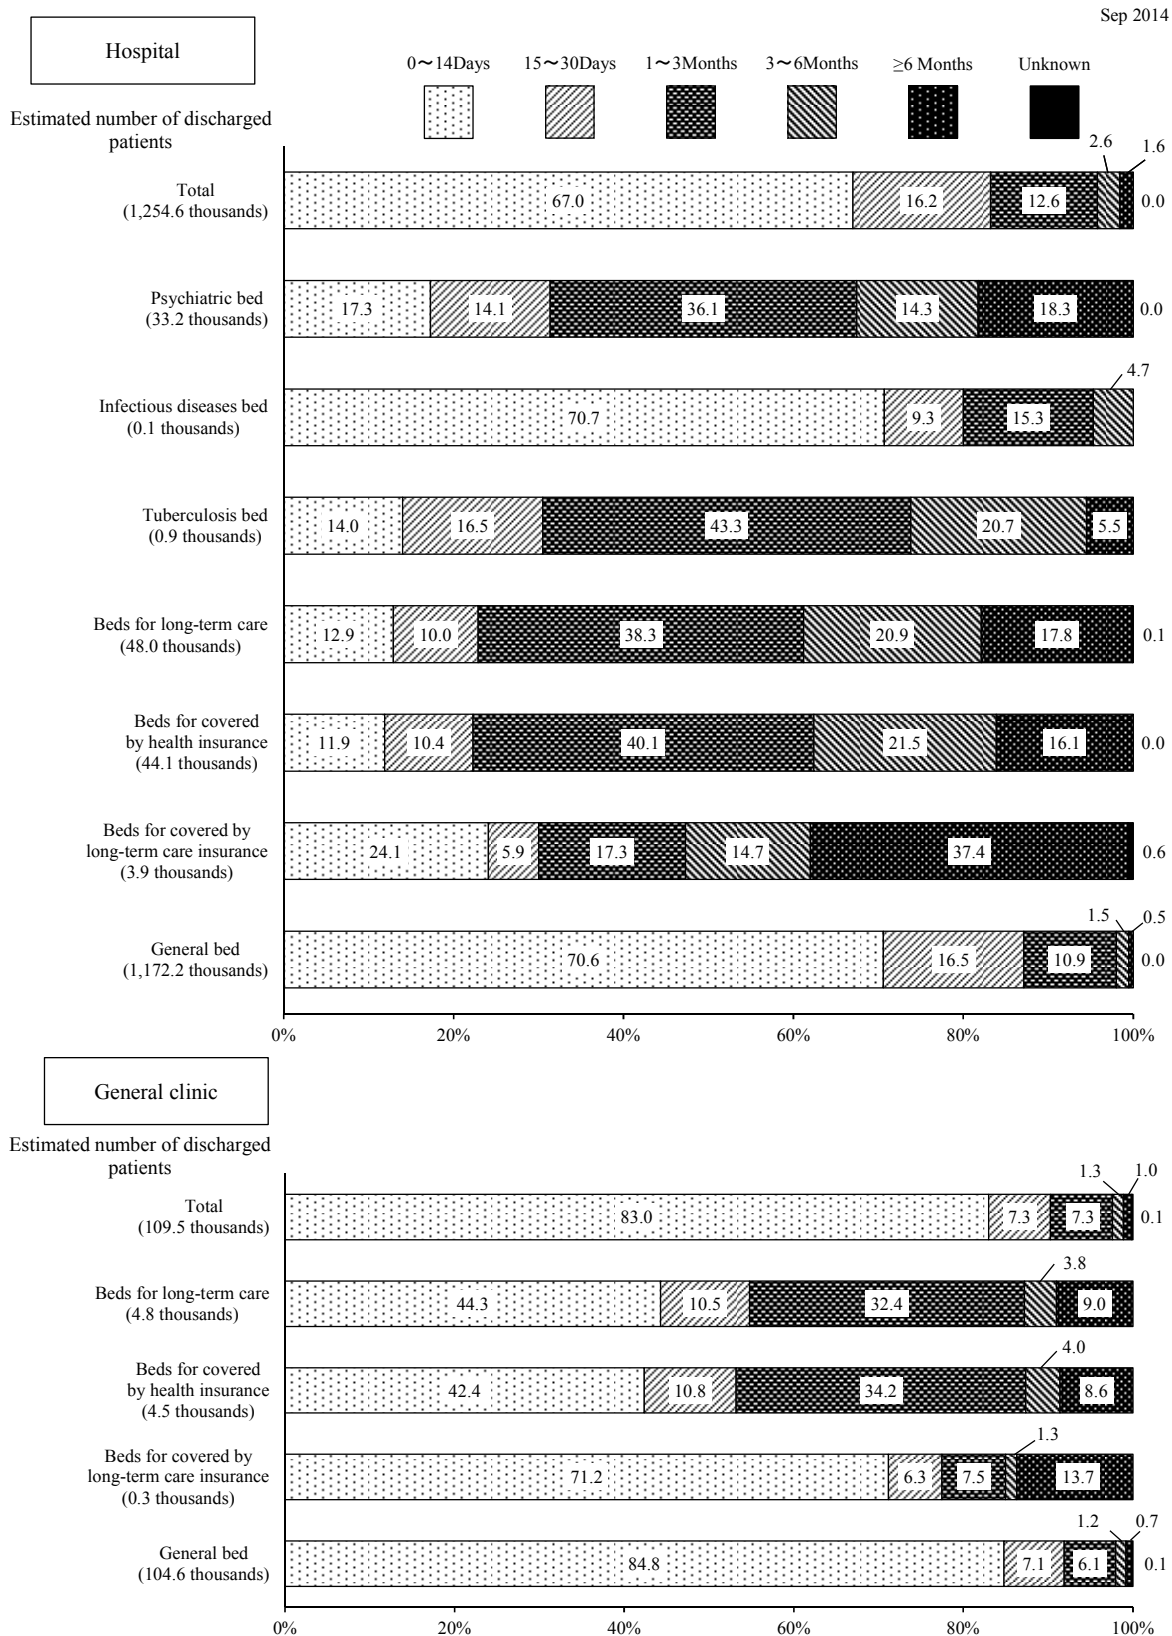 Sep 2014
Hospital
0～14Days 15～30Days 1～3Months 3～6Months ≥6 Months Unknown
Estimated number of discharged
patients
2.6 1.6
Total
(1,254.6 thousands)
67.0 16.2 12.6 0.0
Psychiatric bed
(33.2 thousands)
17.3 14.1 36.1 14.3 18.3 0.0
4.7
Infectious diseases bed
(0.1 thousands)
70.7 9.3 15.3
Tuberculosis bed
(0.9 thousands)
14.0 16.5 43.3 20.7 5.5
Beds for long-term care
(48.0 thousands)
12.9 10.0 38.3 20.9 17.8 0.1
Beds for covered
by health insurance
(44.1 thousands)
11.9 10.4 40.1 21.5 16.1 0.0
Beds for covered by
long-term care insurance
(3.9 thousands)
24.1 5.9 17.3 14.7 37.4 0.6
1.5 0.5
General bed
(1,172.2 thousands)
70.6 16.5 10.9 0.0
0% 20% 40% 60% 80% 100%
General clinic
Estimated number of discharged
patients
1.3 1.0
Total
(109.5 thousands)
83.0 7.3 7.3 0.1
3.8
Beds for long-term care
(4.8 thousands)
44.3 10.5 32.4 9.0
4.0
Beds for covered
by health insurance
(4.5 thousands)
42.4 10.8 34.2 8.6
1.3
Beds for covered by
long-term care insurance
(0.3 thousands)
71.2 6.3 7.5 13.7
1.2 0.7
General bed
(104.6 thousands)
84.8 7.1 6.1 0.1
0% 20% 40% 60% 80% 100%